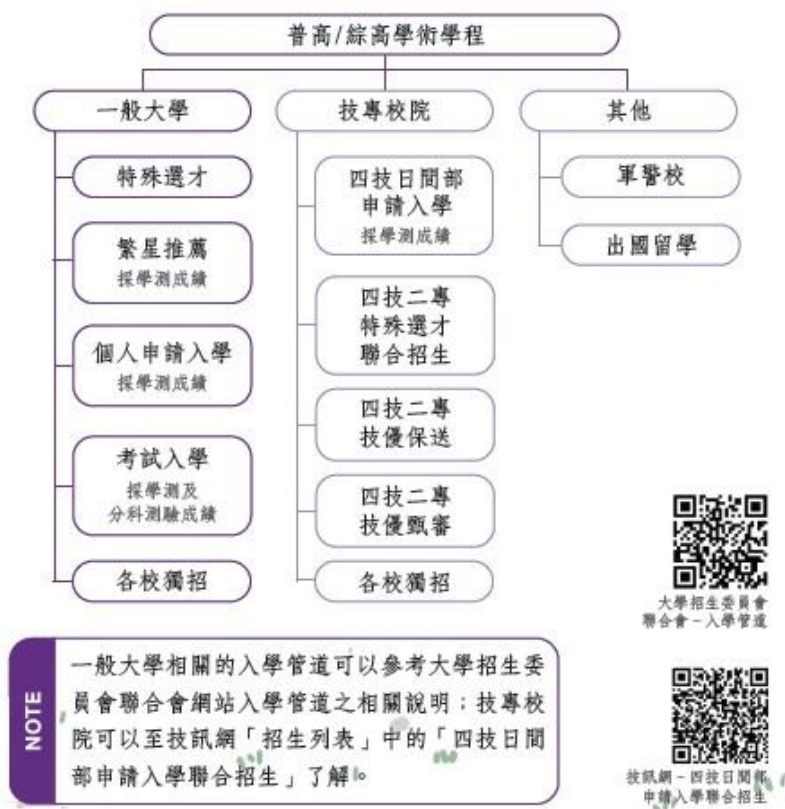 普高/綜高學術學程
一般大學
特殊選才
繁星推薦
採學測成績
個人申請入學
採學測成績
考試入學
採學測及
分科測驗成績
各校獨招
技專校院
四技日間部
申請入學
採學測成績
四技二專
特殊選才
聯合招生
四技二專
技優保送
四技二專
技優甄審
各校獨招
其他
軍警校
出國留學
大學招生委員會
聯合會－入學管道
NOTE
一般大學相關的入學管道可以參考大學招生委
員會聯合會網站入學管道之相關說明；技專校
院可以至技訊網「招生列表」中的「四技日間
部申請入學聯合招生」了解。
技訊網－四技日間部
申請入學聯合招生